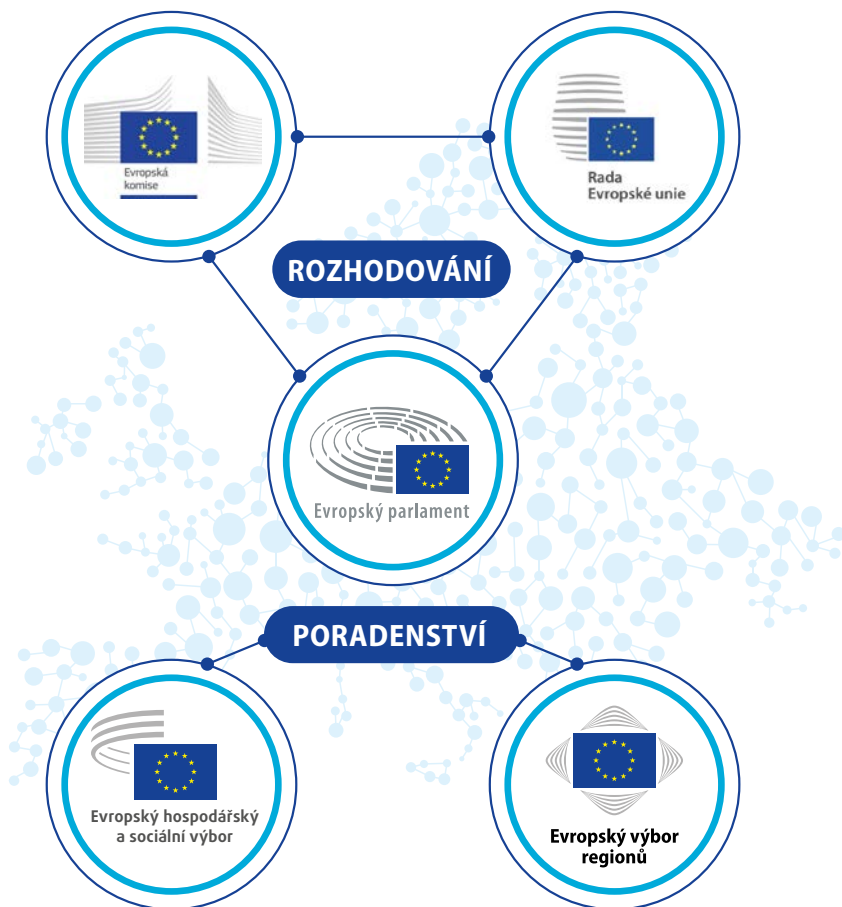 Evropská
komise
Rada
Evropské unie
ROZHODOVÁNÍ
Evropský parlament
PORADENSTVÍ
Evropský hospodářský
a sociální výbor
Evropský výbor
regionů